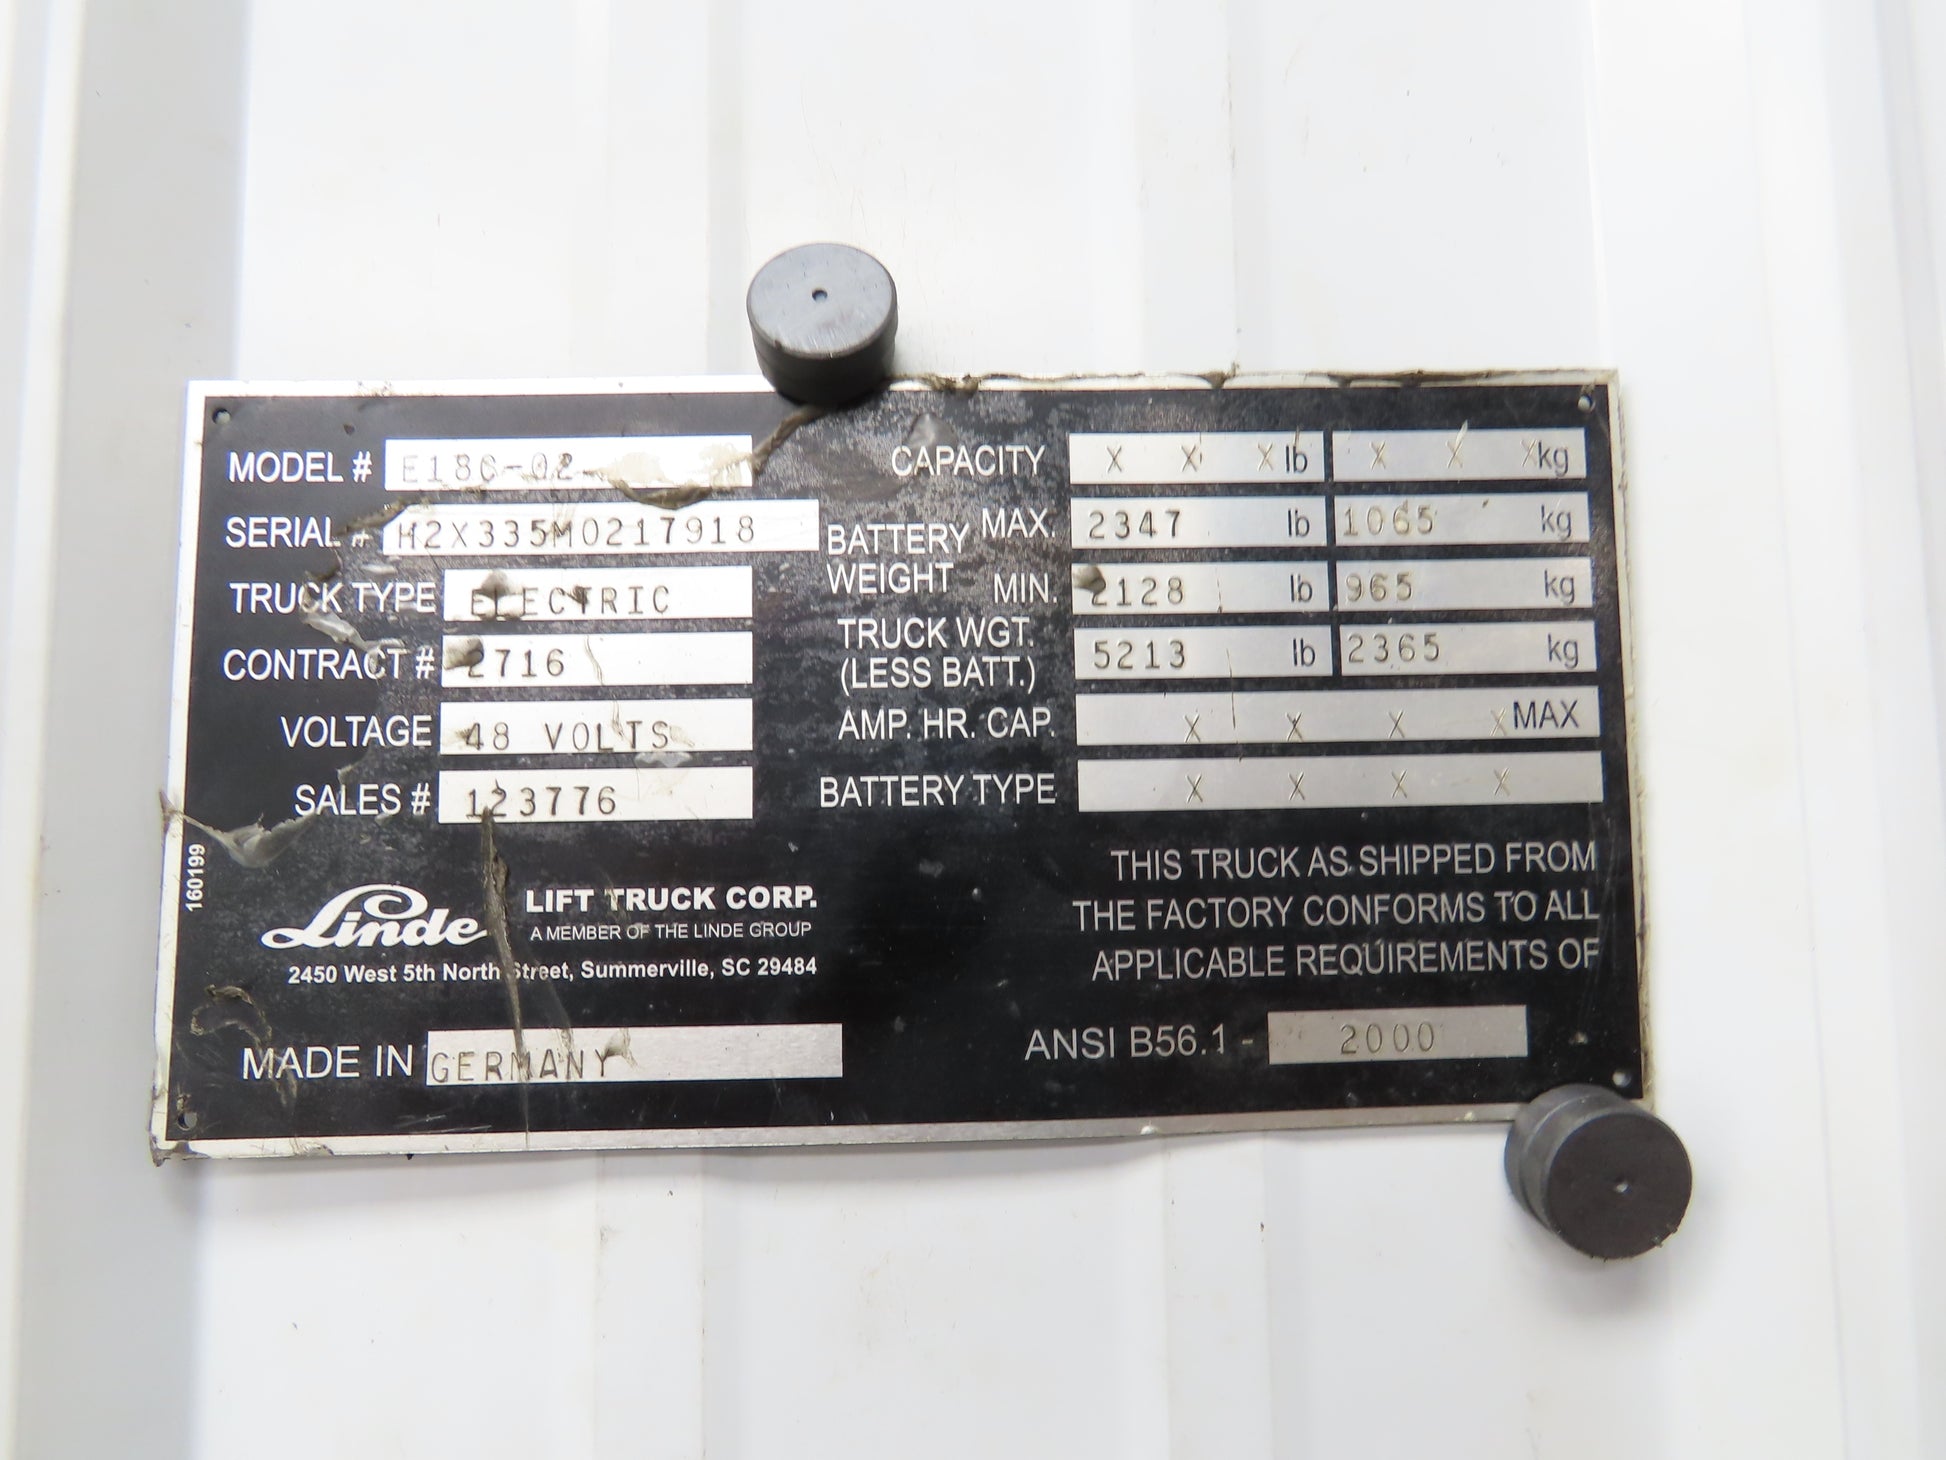 MODEL # E18C-02
SERIAL # H2X335M0217918
TRUCK TYPE ELECTRIC
CONTRACT # 2716
VOLTAGE 48 VOLTS
SALES # 123776
CAPACITY X X X lb X X X kg
BATTERY WEIGHT MAX. 2347 lb 1065 kg
MIN. 2128 lb 965 kg
TRUCK WGT. (LESS BATT.) 5213 lb 2365 kg
AMP. HR. CAP. X X X X MAX
BATTERY TYPE X X X X
160199
Linde
LIFT TRUCK CORP.
A MEMBER OF THE LINDE GROUP
2450 West 5th North Street, Summerville, SC 29484
MADE IN GERMANY
THIS TRUCK AS SHIPPED FROM
THE FACTORY CONFORMS TO ALL
APPLICABLE REQUIREMENTS OF
ANSI B56.1 - 2000